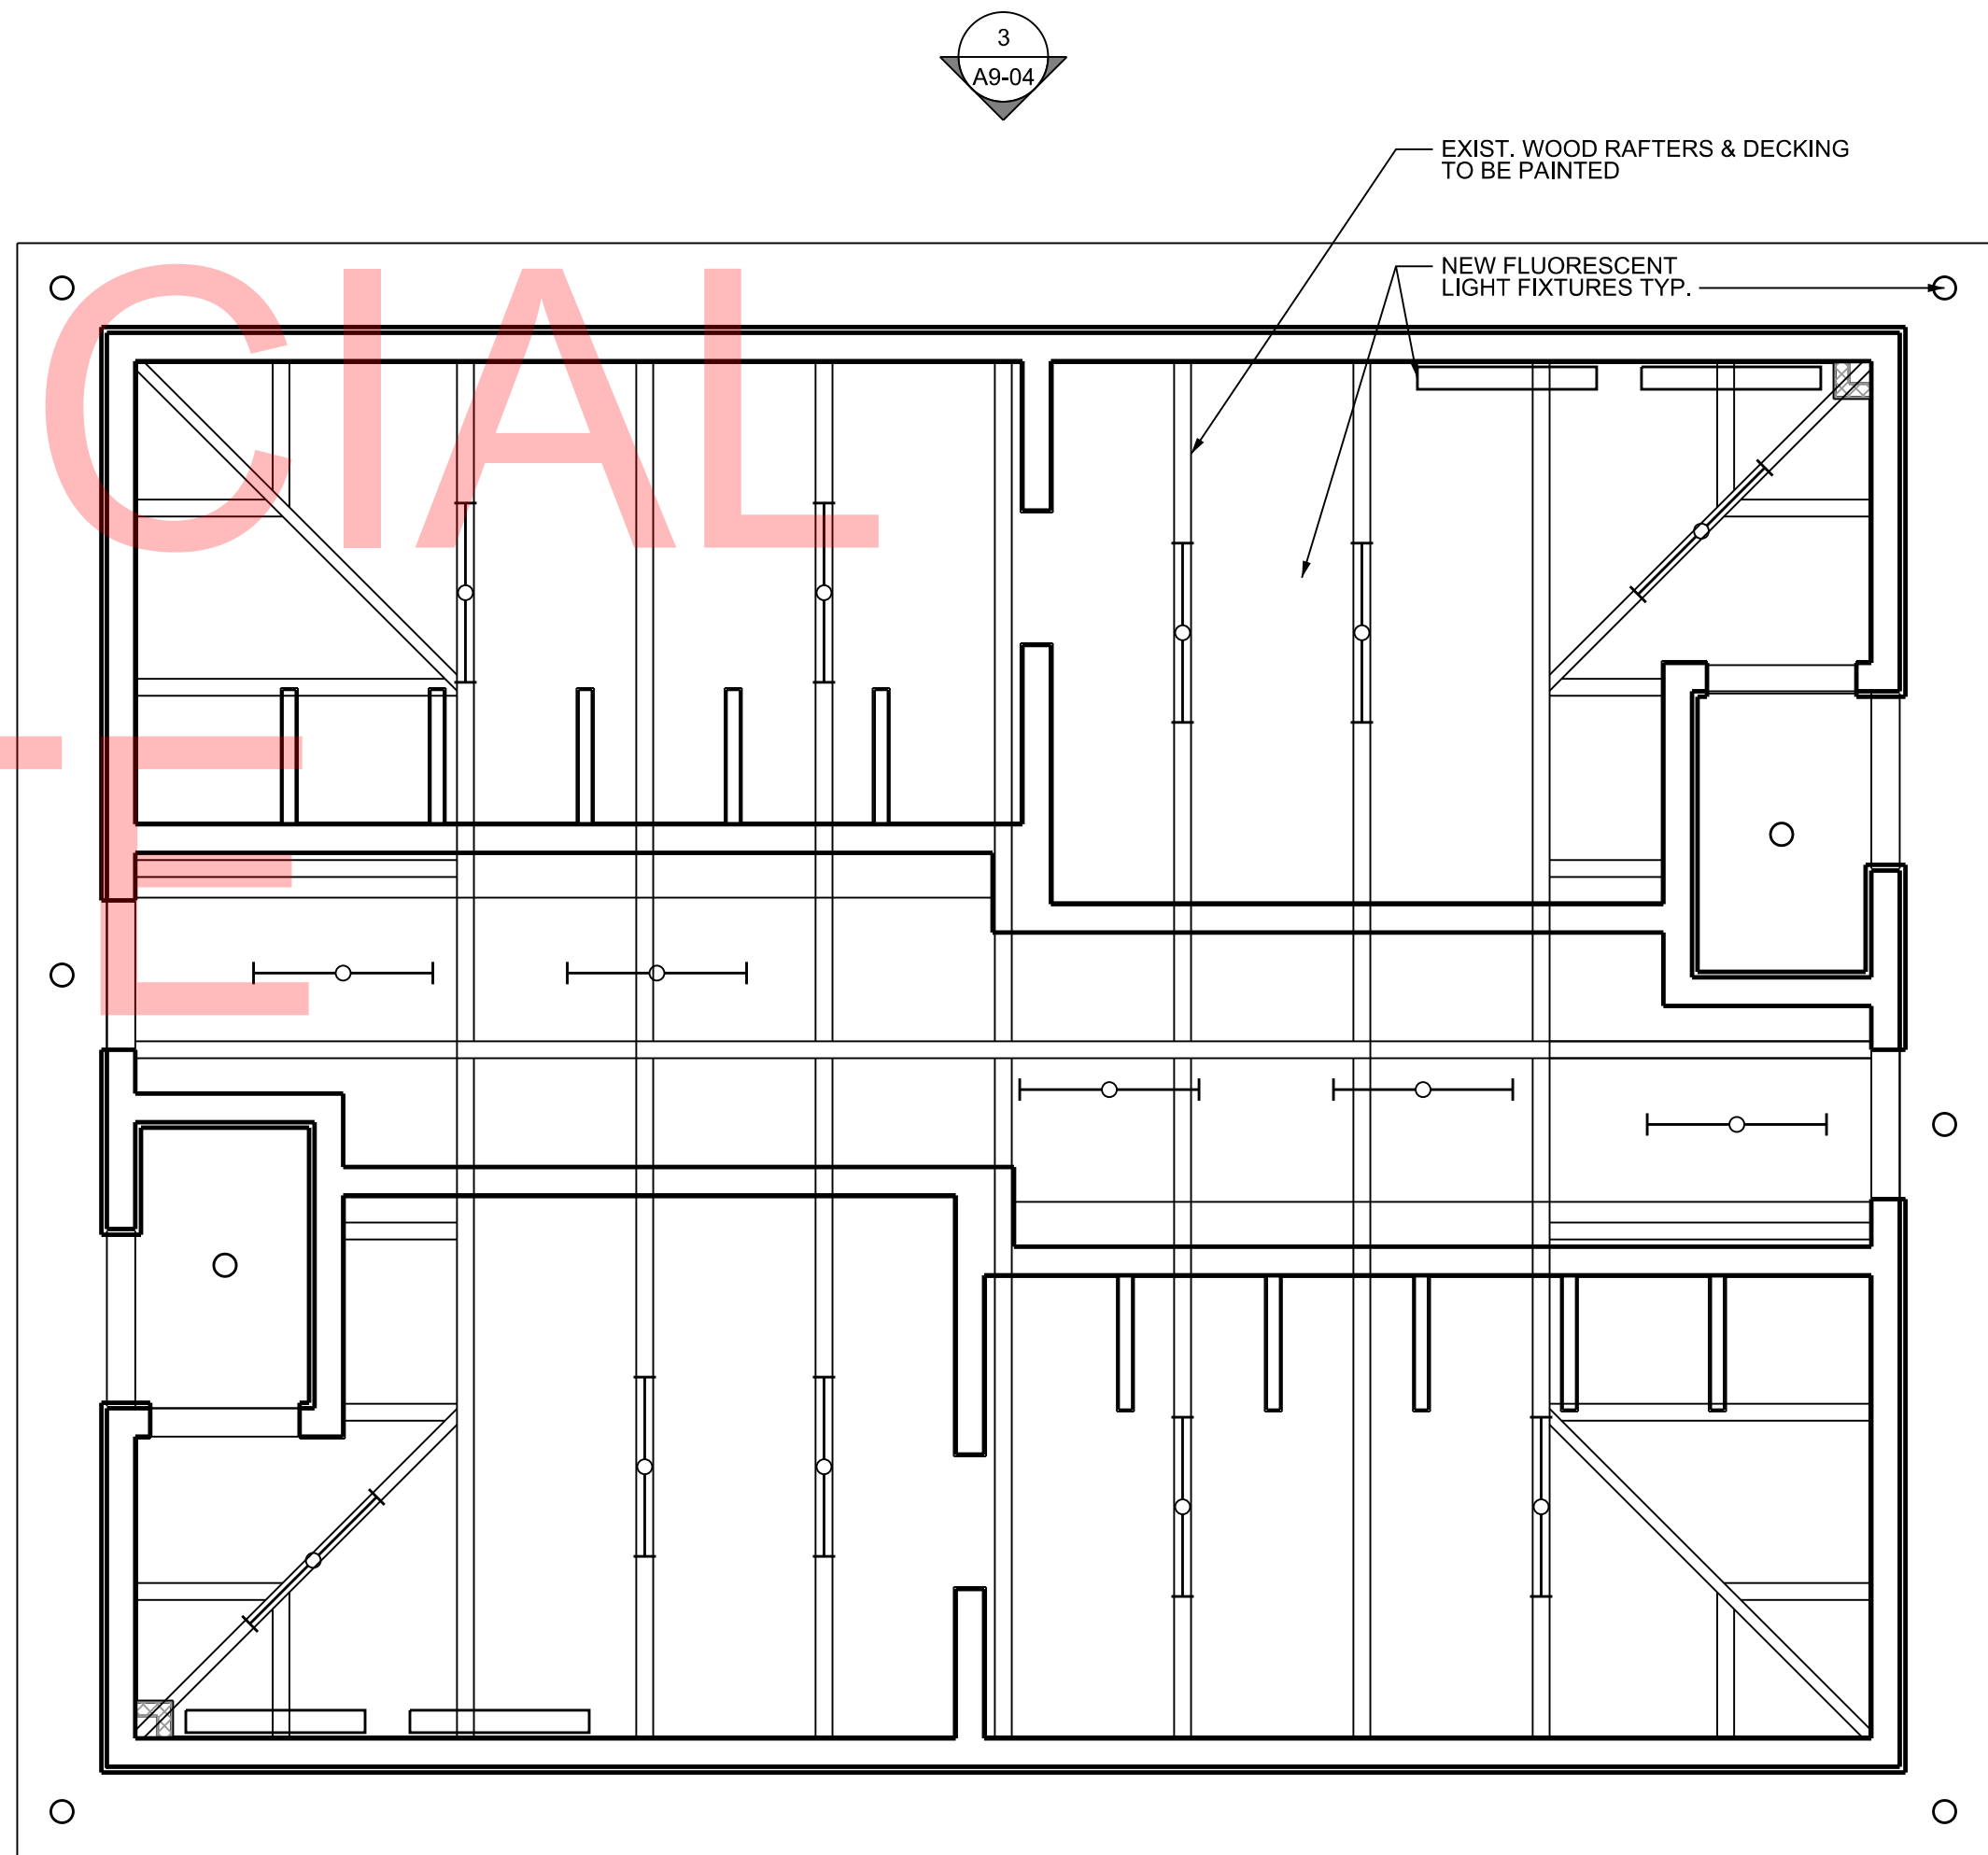 3
A9-04
EXIST. WOOD RAFTERS & DECKING
TO BE PAINTED
NEW FLUORESCENT
LIGHT FIXTURES TYP.
CIAL
E